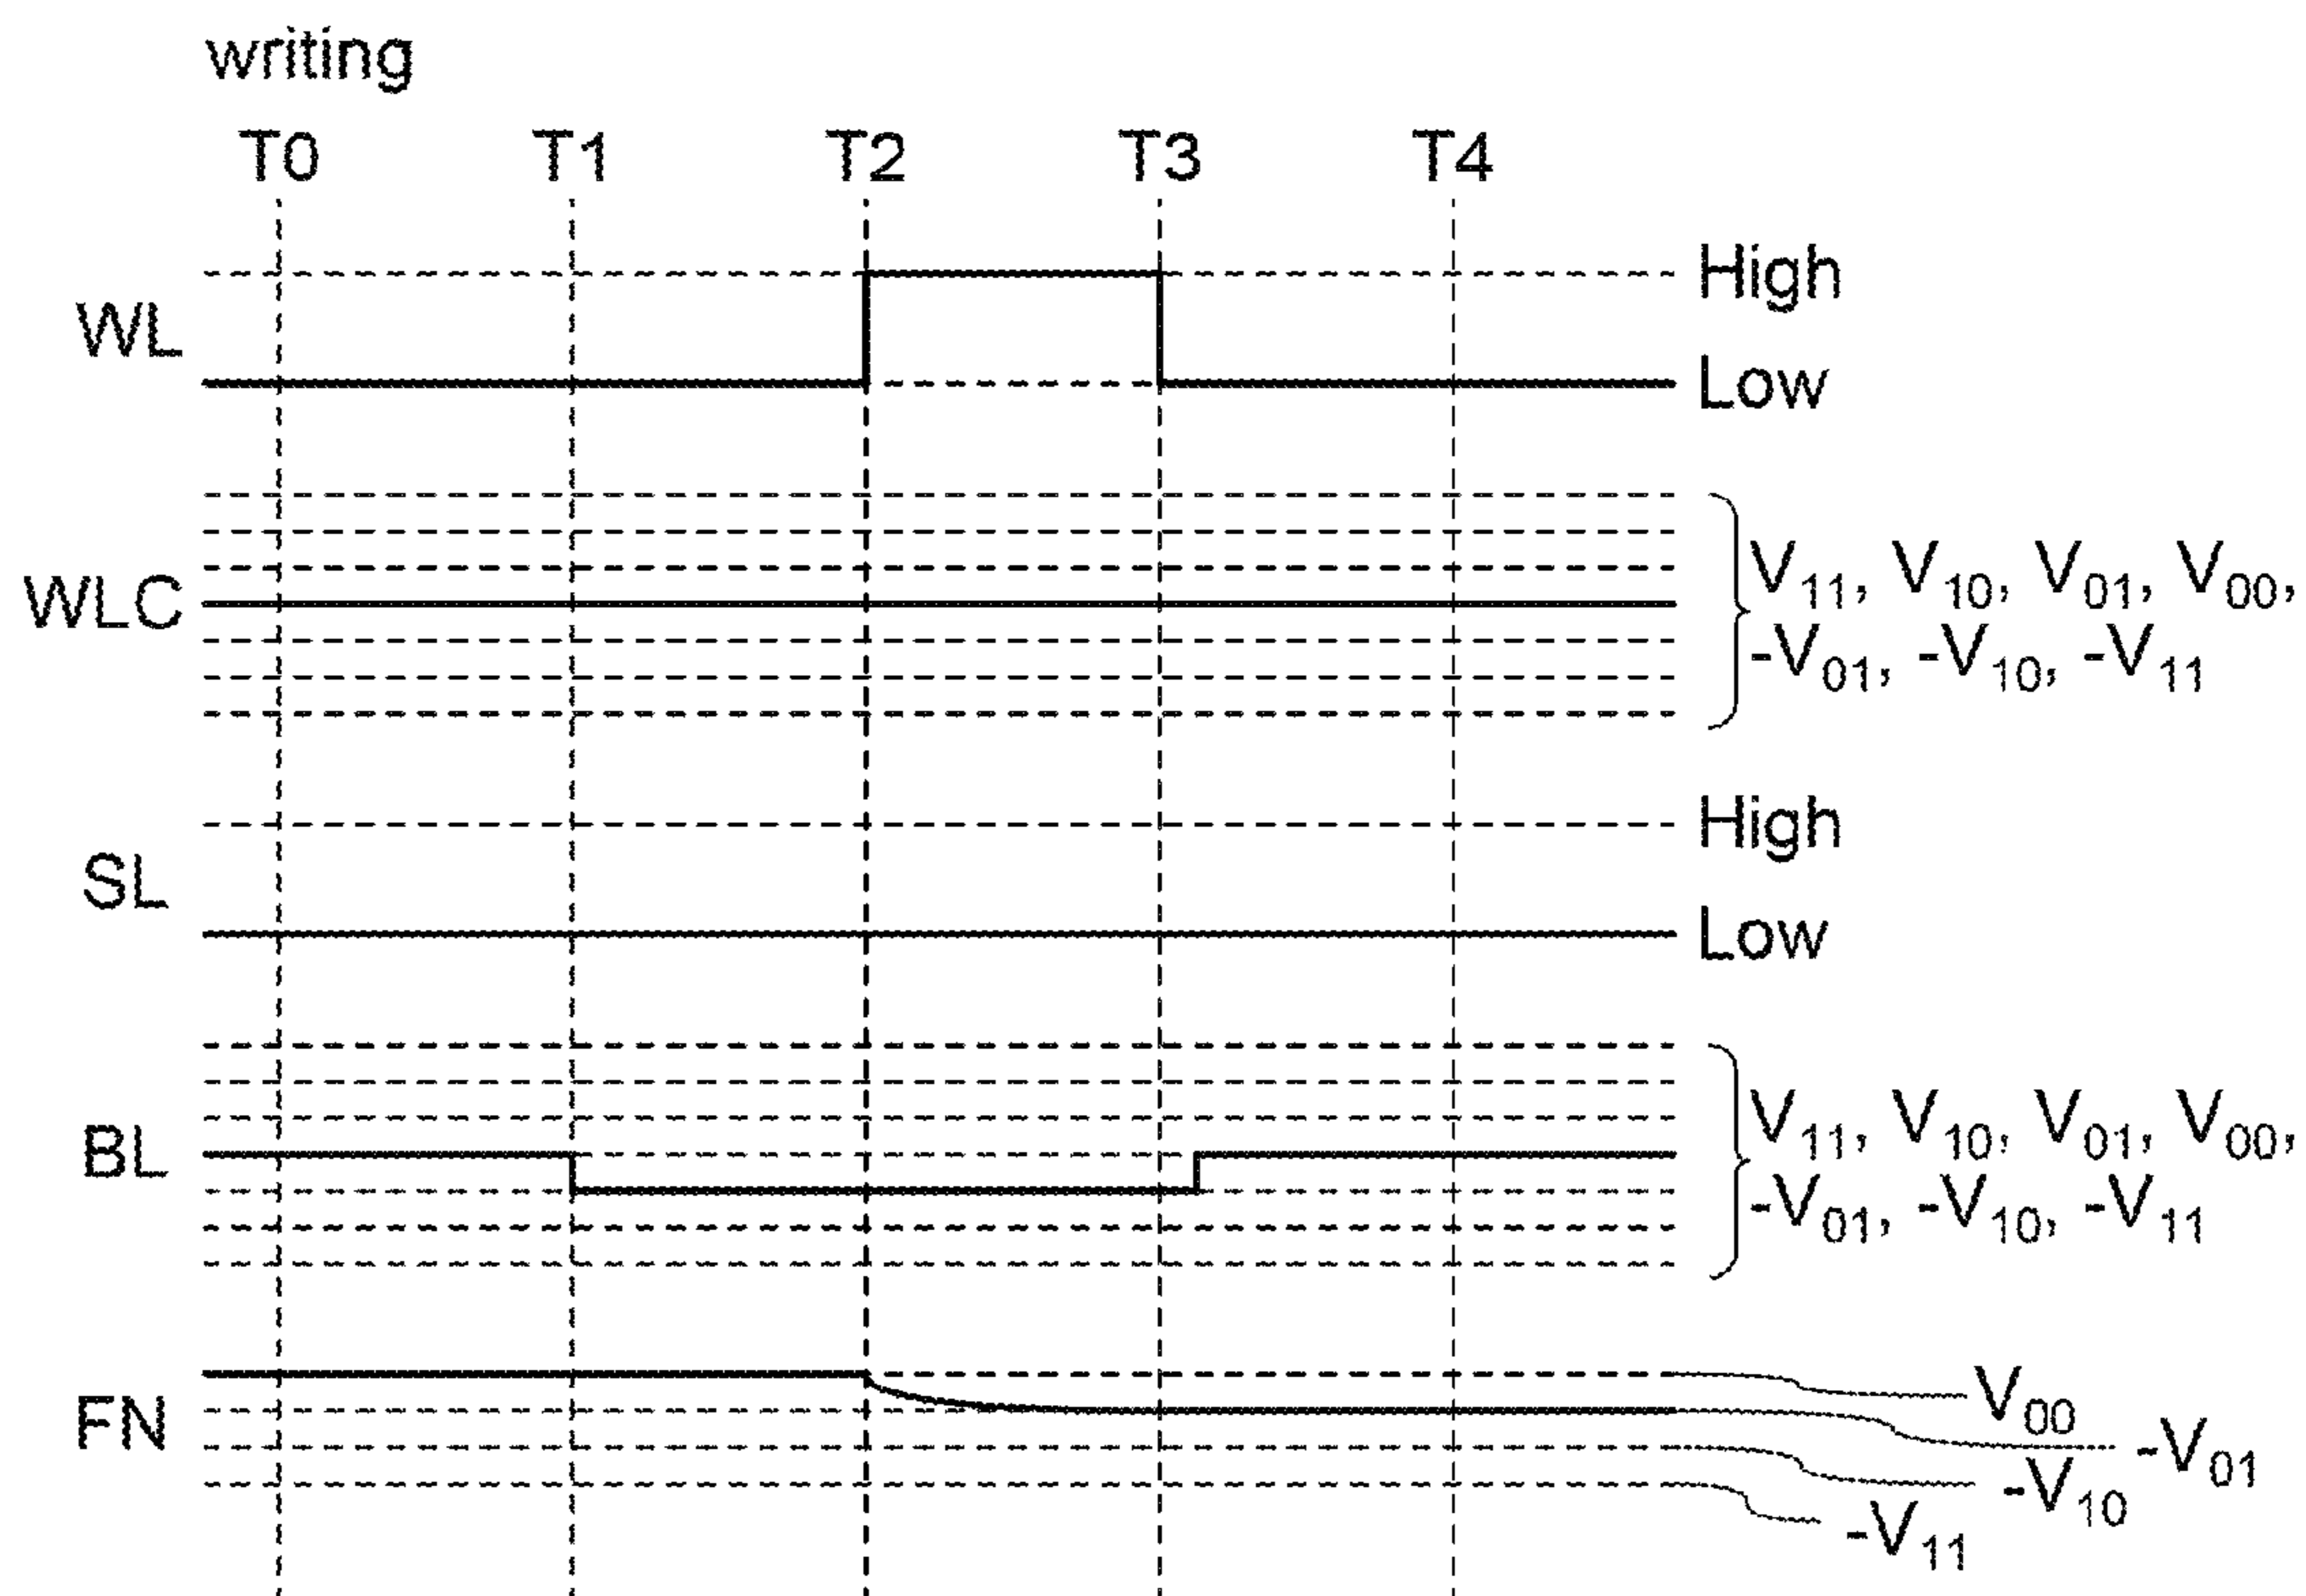 writing
T0 T1 T2 T3 T4
High
WL
Low
V₁₁, V₁₀, V₀₁, V₀₀,
WLC
-V₀₁, -V₁₀, -V₁₁
High
SL
Low
V₁₁, V₁₀, V₀₁, V₀₀,
BL
-V₀₁, -V₁₀, -V₁₁
V₀₀
FN
-V₀₁
-V₁₀
-V₁₁